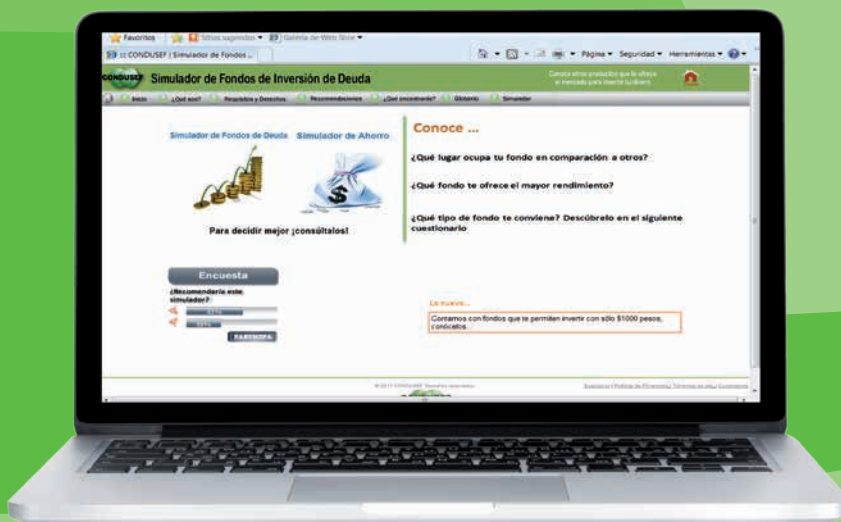 Favoritos
Sitios sugeridos Galería de Web Slice
CONDUSEF | Simulador de Fondos ...
Página Seguridad Herramientas
CONDUSEF Simulador de Fondos de Inversión de Deuda
Conoce otros productos que te ofrece
el mercado para invertir tu dinero
Inicio ¿Qué son? Requisitos y Derechos Recomendaciones ¿Qué encontrarás? Glosario Simulador
Simulador de Fondos de Deuda Simulador de Ahorro
$
Para decidir mejor ¡consúltalos!
Conoce ...
¿Qué lugar ocupa tu fondo en comparación a otros?
¿Qué fondo te ofrece el mayor rendimiento?
¿Qué tipo de fondo te conviene? Descúbrelo en el siguiente
cuestionario
Encuesta
¿Recomendaría este
simulador?
PARTICIPA
Lo nuevo...
Contamos con fondos que te permiten invertir con sólo $1000 pesos,
conócelos...